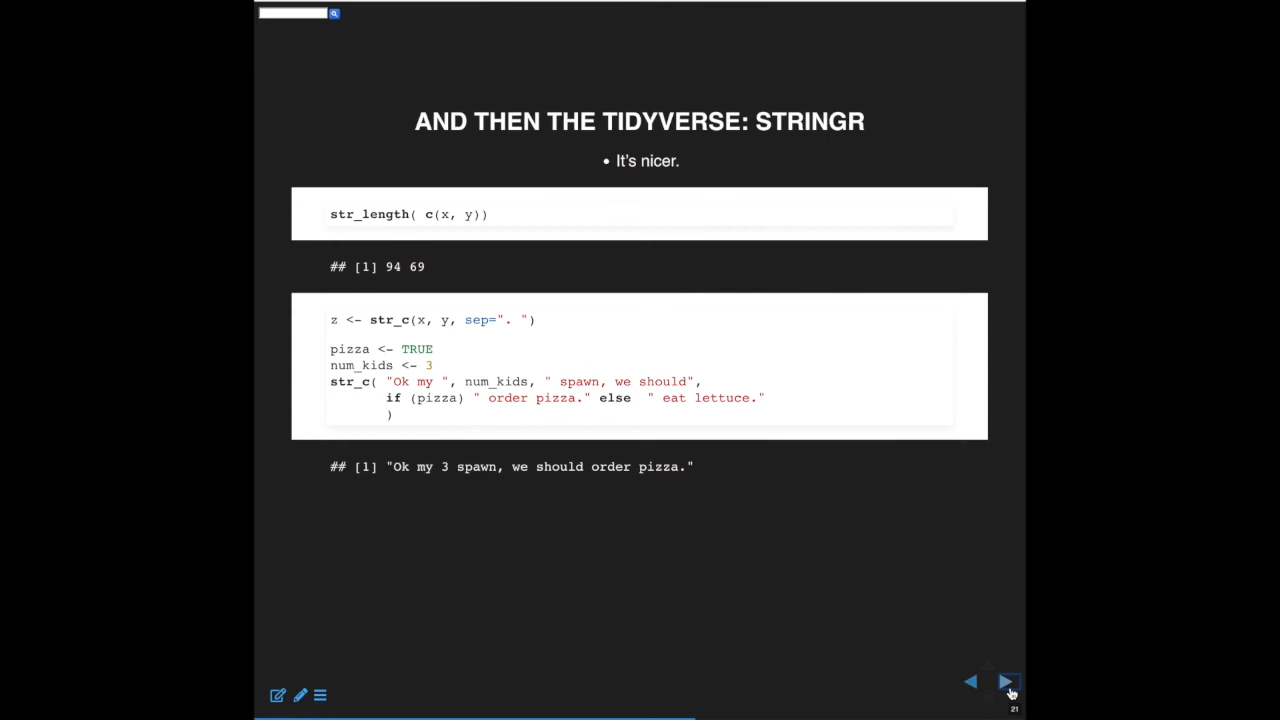 AND THEN THE TIDYVERSE: STRINGR
• It's nicer.
str_length( c(x, y))
## [1] 94 69
z <- str_c(x, y, sep=". ")
pizza <- TRUE
num_kids <- 3
str_c( "Ok my ", num_kids, " spawn, we should",
if (pizza) " order pizza." else  " eat lettuce."
)
## [1] "Ok my 3 spawn, we should order pizza."
21